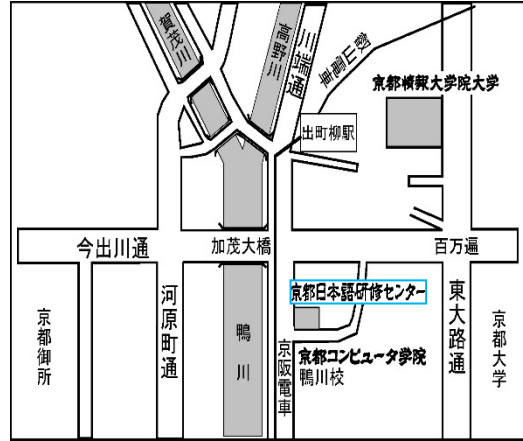 賀茂川
高野川
川端通
叡山電車
京都情報大学院大学
出町柳駅
今出川通
加茂大橋
百万遍
京都御所
河原町通
鴨川
京阪電車
京都日本語研修センター
京都コンピュータ学院
鴨川校
東大路通
京都大学